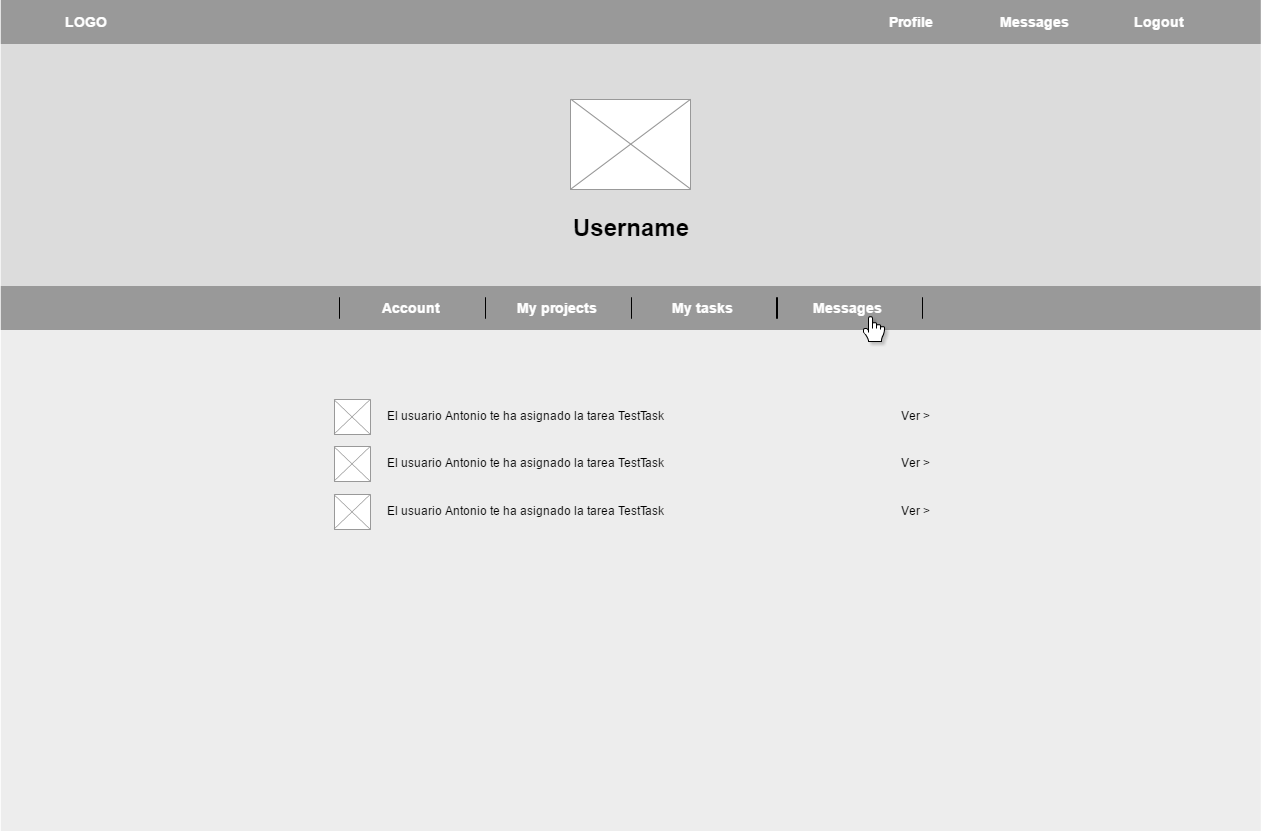 LOGO Profile Messages Logout
Username
Account My projects My tasks Messages
El usuario Antonio te ha asignado la tarea TestTask Ver >
El usuario Antonio te ha asignado la tarea TestTask Ver >
El usuario Antonio te ha asignado la tarea TestTask Ver >